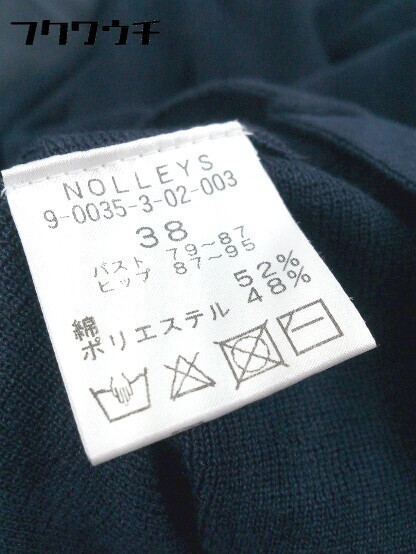 フクワウチ
NOLLEYS
9-0035-3-02-003
38
バスト 79~87
ヒップ 87~95
綿 52%
ポリエステル 48%